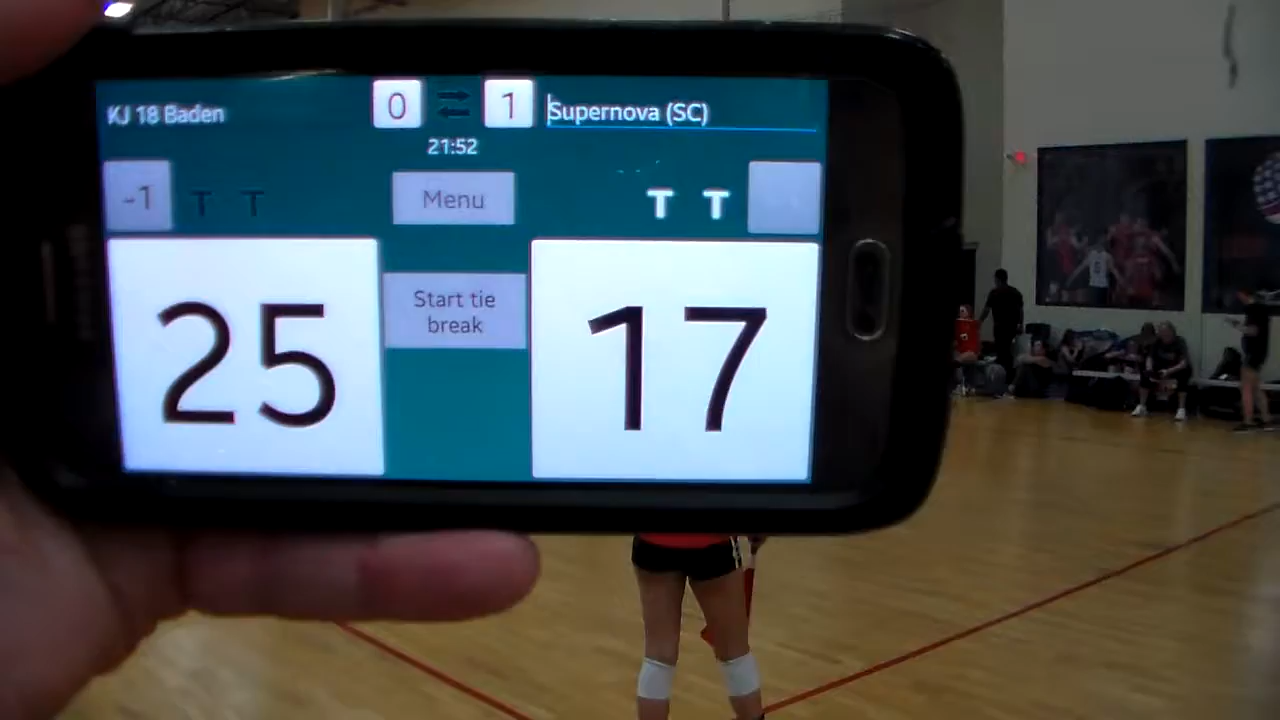 KJ 18 Baden
0
1
Supernova (SC)
21:52
-1
T T
Menu
T T
25
Start tie
break
17